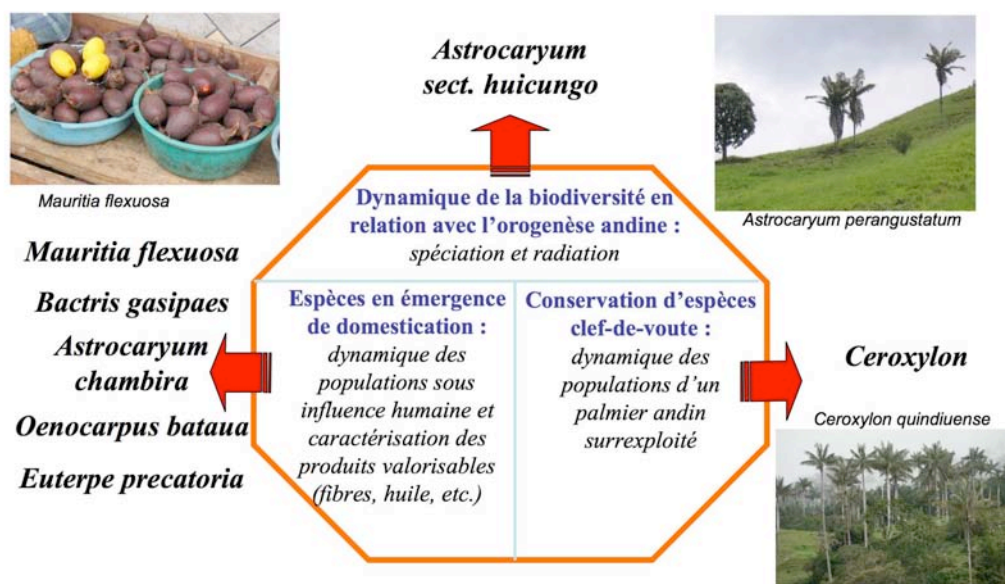 Astrocaryum
sect. huicungo
Mauritia flexuosa
Astrocaryum perangustatum
Dynamique de la biodiversité en
relation avec l'orogenèse andine :
spéciation et radiation
Mauritia flexuosa
Bactris gasipaes
Astrocaryum
chambira
Oenocarpus bataua
Euterpe precatoria
Espèces en émergence
de domestication :
dynamique des
populations sous
influence humaine et
caractérisation des
produits valorisables
(fibres, huile, etc.)
Conservation d'espèces
clef-de-voute :
dynamique des
populations d'un
palmier andin
surrexploité
Ceroxylon
Ceroxylon quindiuense